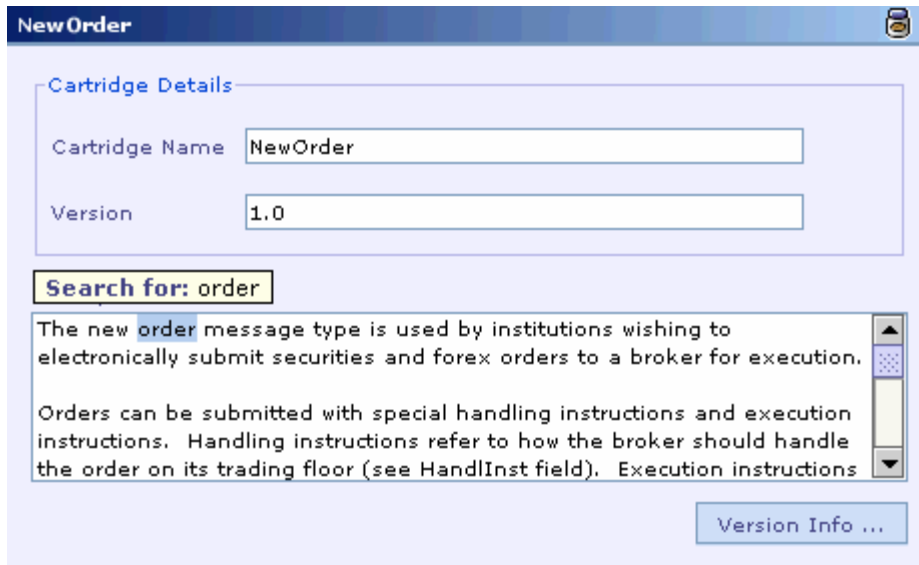 NewOrder
Cartridge Details
Cartridge Name NewOrder
Version 1.0
Search for: order
The new order message type is used by institutions wishing to
electronically submit securities and forex orders to a broker for execution.
Orders can be submitted with special handling instructions and execution
instructions.  Handling instructions refer to how the broker should handle
the order on its trading floor (see HandlInst field).  Execution instructions
Version Info ...